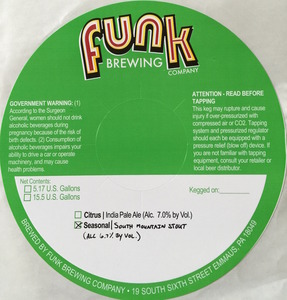 funk
BREWING
COMPANY
GOVERNMENT WARNING: (1)
According to the Surgeon
General, women should not drink
alcoholic beverages during
pregnancy because of the risk
of birth defects. (2) Consumption of
alcoholic beverages impairs your
ability to drive a car or operate
machinery, and may cause
health problems.
ATTENTION - READ BEFORE
TAPPING
This keg may rupture and cause
injury if over-pressurized with
compressed air or CO2. Tapping
system and pressurized regulator
should each be equipped with a
pressure relief (blow off) device. If
you are not familiar with tapping
equipment, consult your retailer or
local beer distributor.
Net Contents:
5.17 U.S. Gallons
15.5 U.S. Gallons
Kegged on:
Citrus | India Pale Ale (Alc. 7.0% by Vol.)
Seasonal | SOUTH MOUNTAIN STOUT
(ALC 6.7% BY VOL.)
BREWED BY FUNK BREWING COMPANY • 19 SOUTH SIXTH STREET EMMAUS, PA 18049